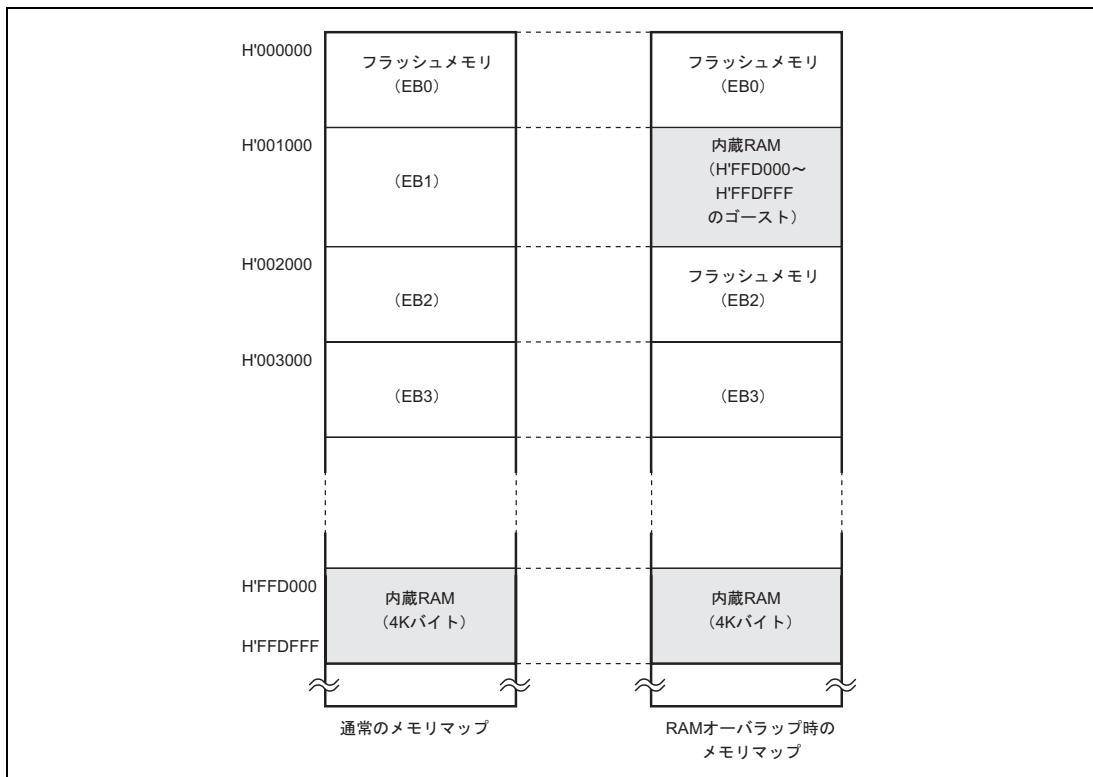 H'000000
フラッシュメモリ
(EB0)
フラッシュメモリ
(EB0)
H'001000
(EB1)
内蔵RAM
(H'FFD000~
H'FFDFFF
のゴースト)
H'002000
(EB2)
フラッシュメモリ
(EB2)
H'003000
(EB3)
(EB3)
H'FFD000
内蔵RAM
(4Kバイト)
内蔵RAM
(4Kバイト)
H'FFDFFF
通常のメモリマップ
RAMオーバラップ時の
メモリマップ